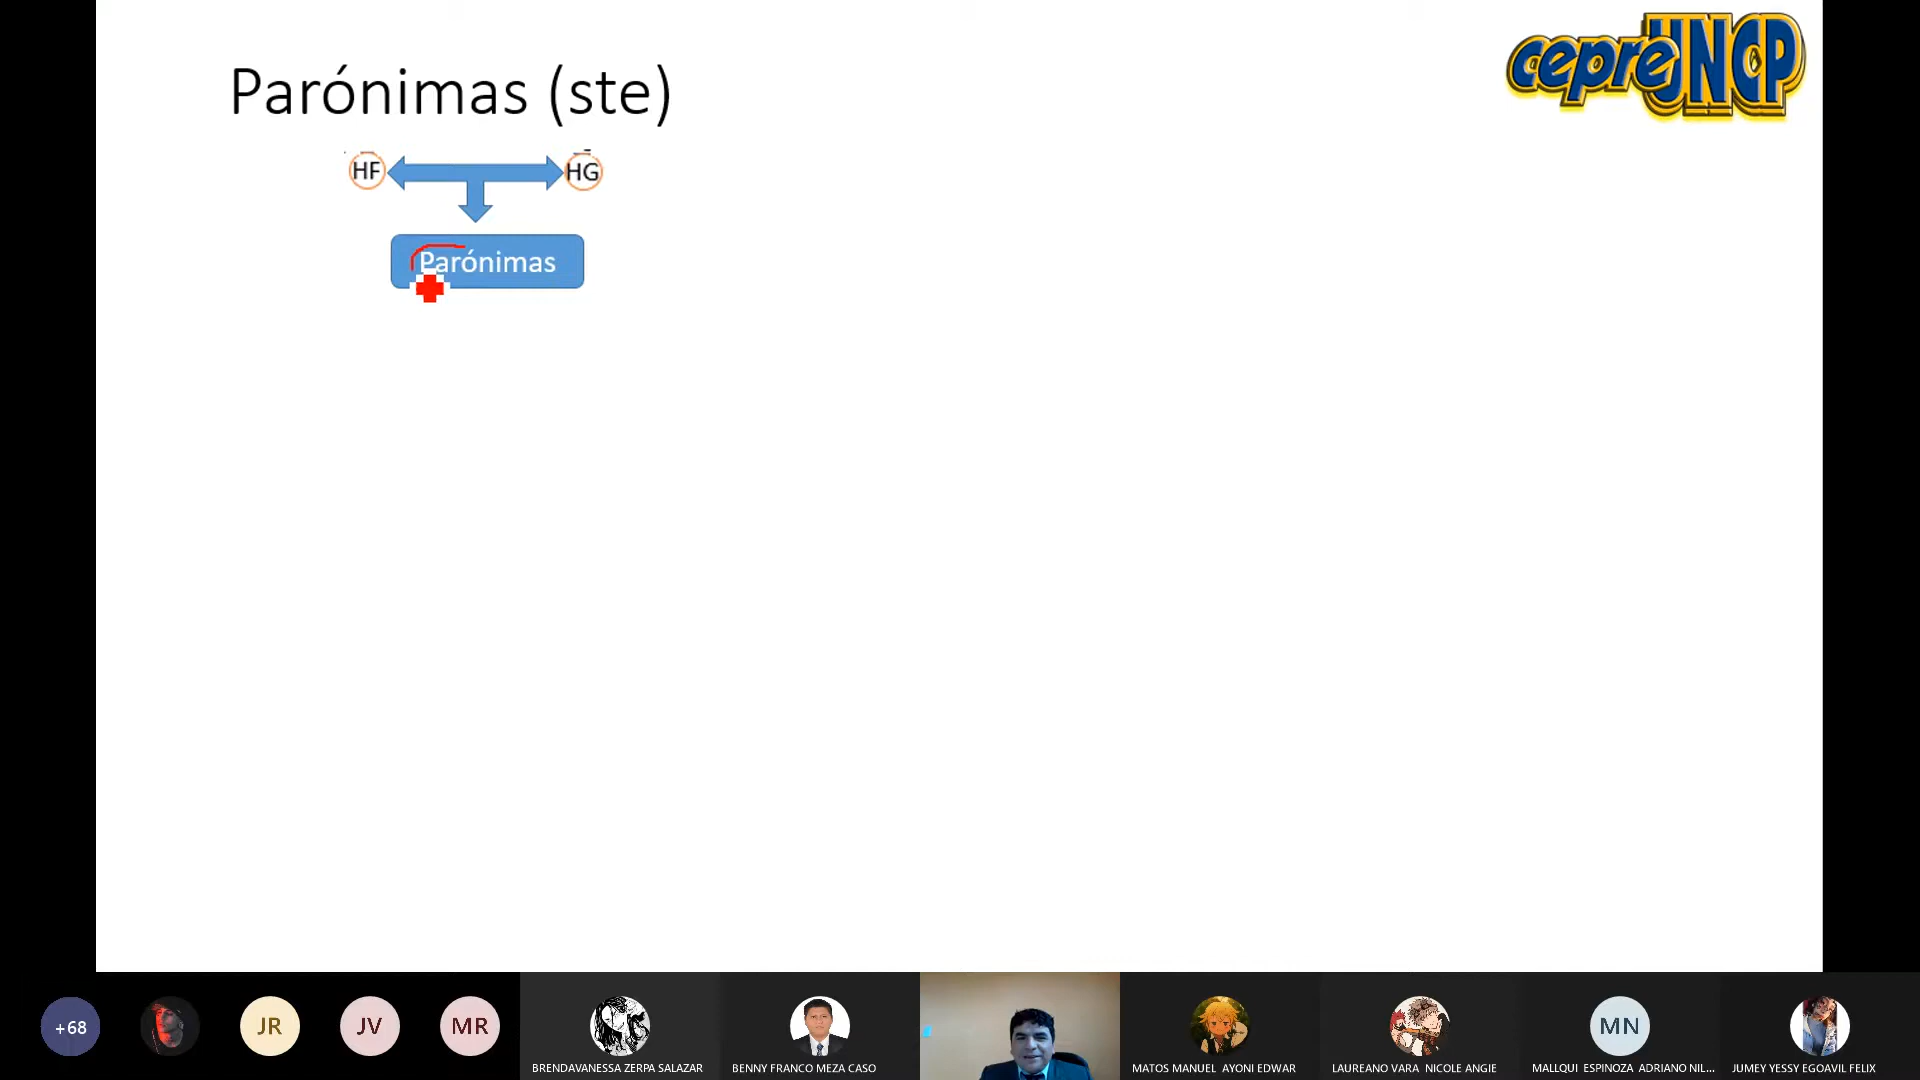 cepreUNCP
Parónimas (ste)
HF
HG
Parónimas
+68
JR
JV
MR
BRENDAVANESSA ZERPA SALAZAR
BENNY FRANCO MEZA CASO
MATOS MANUEL AYONI EDWAR
LAUREANO VARA NICOLE ANGIE
MN
MALLQUI ESPINOZA ADRIANO NIL...
JUMEY YESSY EGOAVIL FELIX